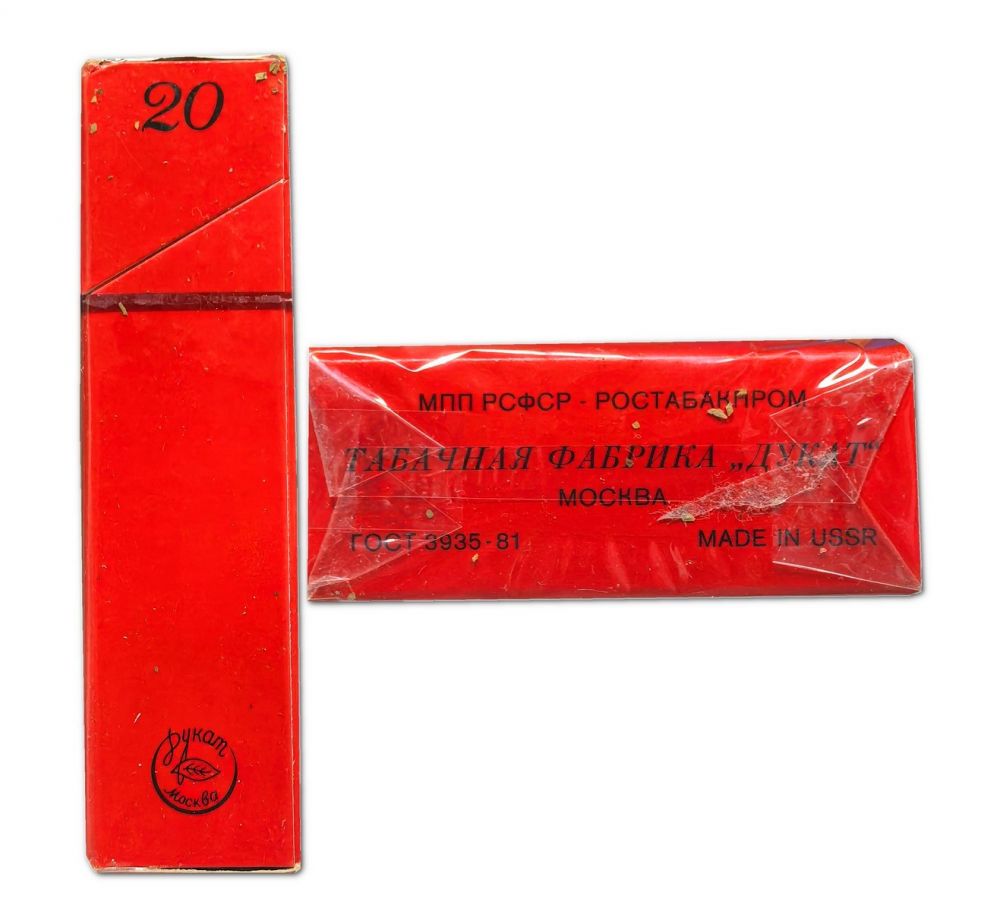 20
Дукат
Москва
МПП РСФСР - РОСТАБАКПРОМ
ТАБАЧНАЯ ФАБРИКА „ДУКАТ“
МОСКВА
ГОСТ 3935-81 MADE IN USSR